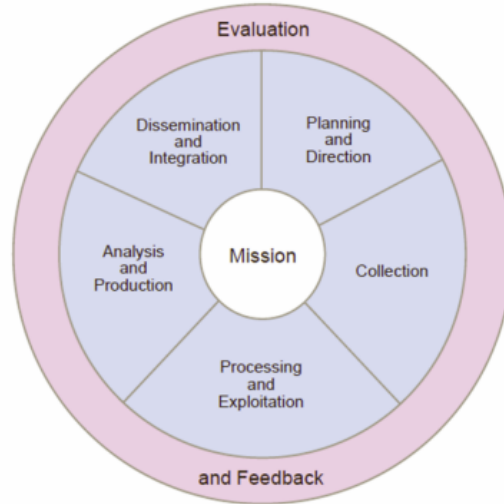 Evaluation
Planning
and
Direction
Collection
Processing
and
Exploitation
Analysis
and
Production
Dissemination
and
Integration
Mission
and Feedback